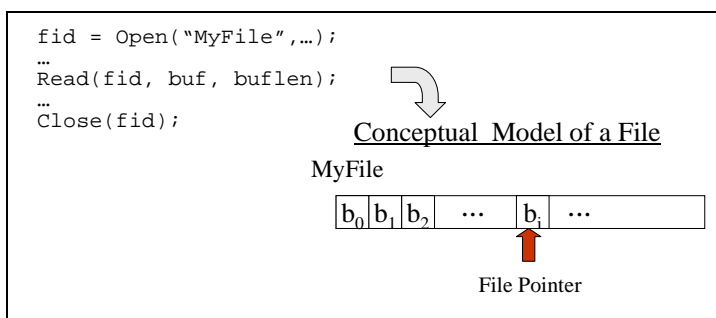 fid = Open(“MyFile”,…);
…
Read(fid, buf, buflen);
…
Close(fid);
Conceptual Model of a File
MyFile
b0 b1 b2 ... bi ...
File Pointer